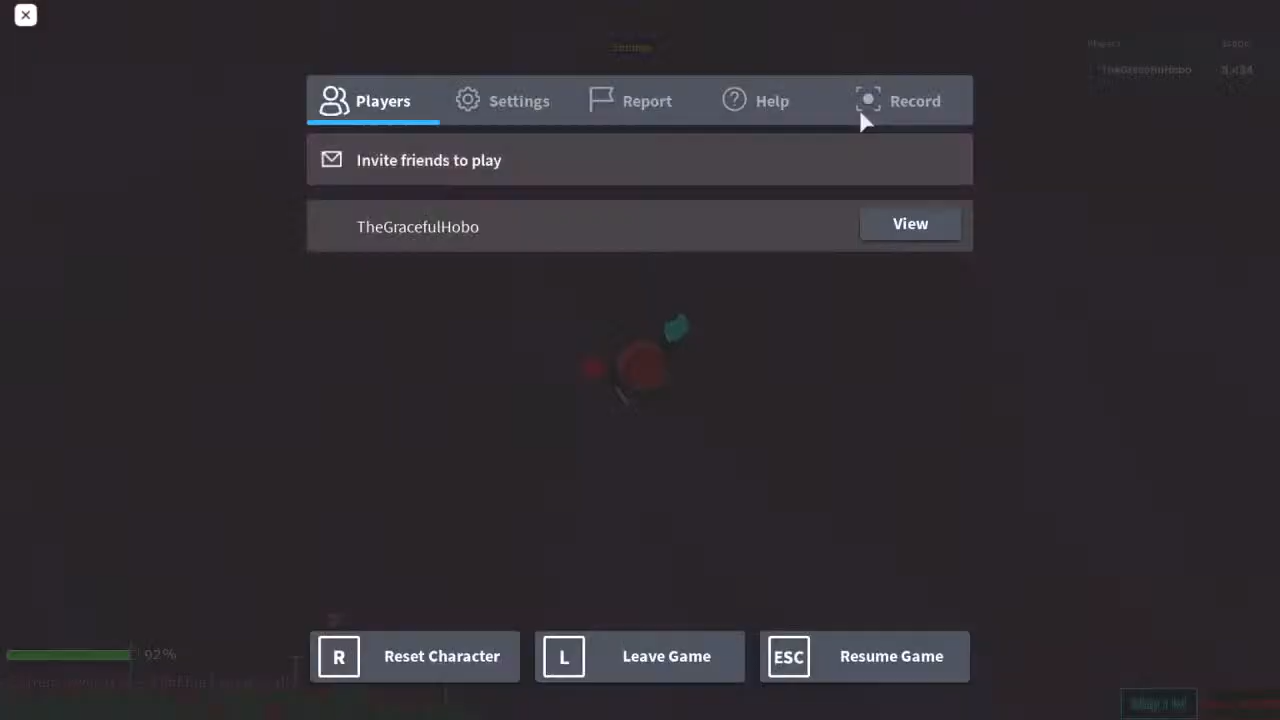 Players
Settings
Report
Help
Record
Invite friends to play
TheGracefulHobo
View
TheGracefulHobo
92%
R Reset Character
L Leave Game
ESC Resume Game